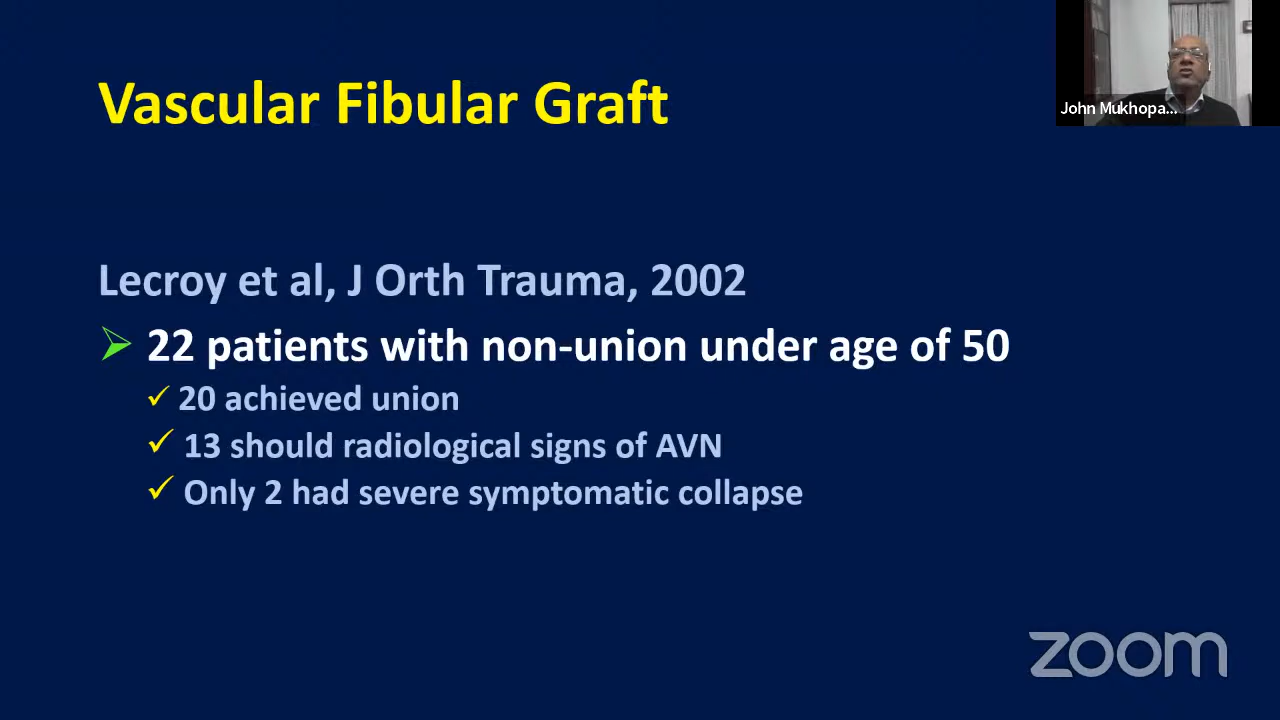 Vascular Fibular Graft
John Mukhopa...
Lecroy et al, J Orth Trauma, 2002
22 patients with non-union under age of 50
20 achieved union
13 should radiological signs of AVN
Only 2 had severe symptomatic collapse
zoom